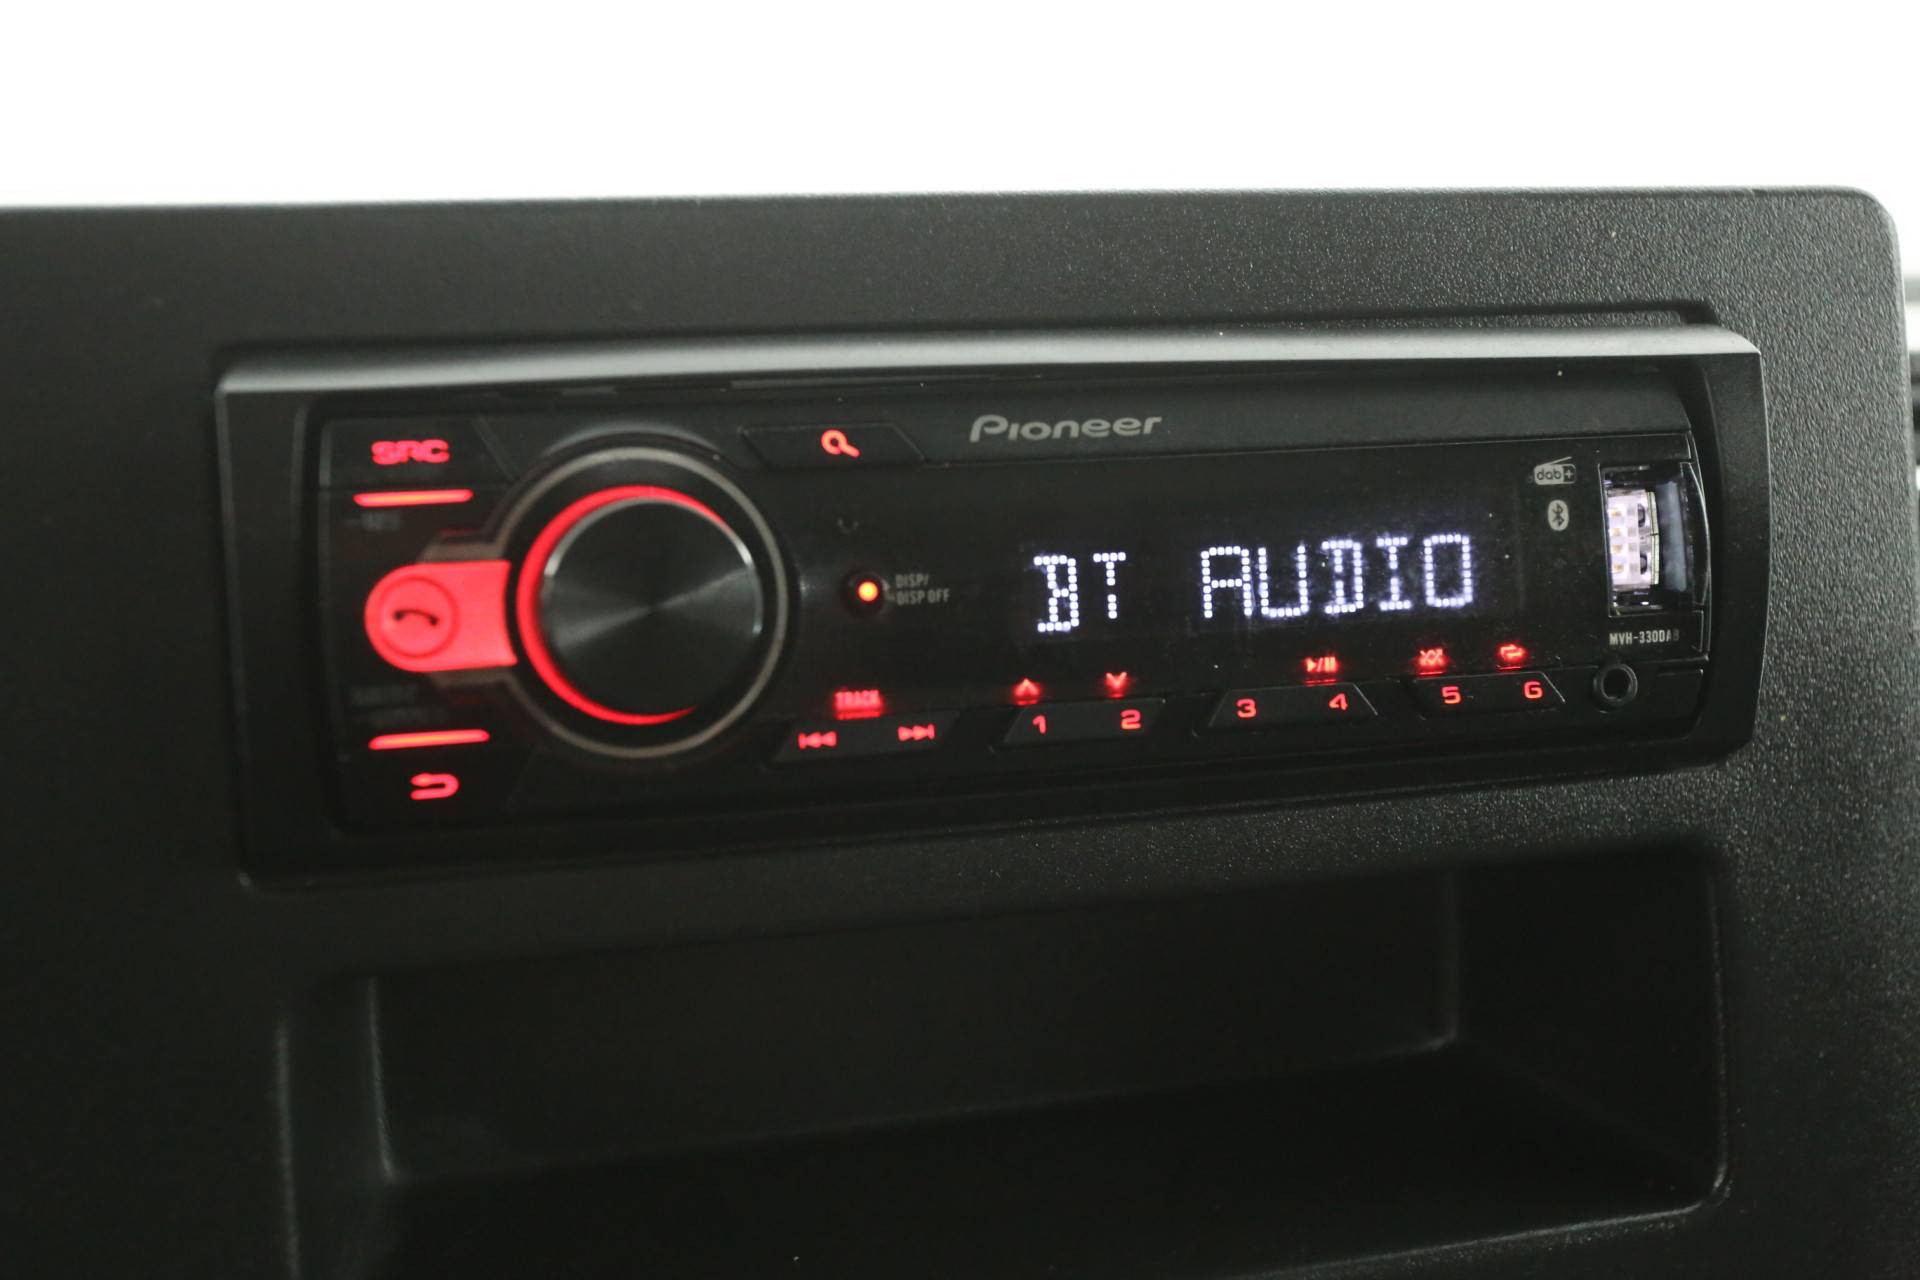 SRC
Pioneer
dab+
DISP/
DISP OFF
BT AUDIO
MVH-330DAB
TRACK
1 2 3 4 5 6